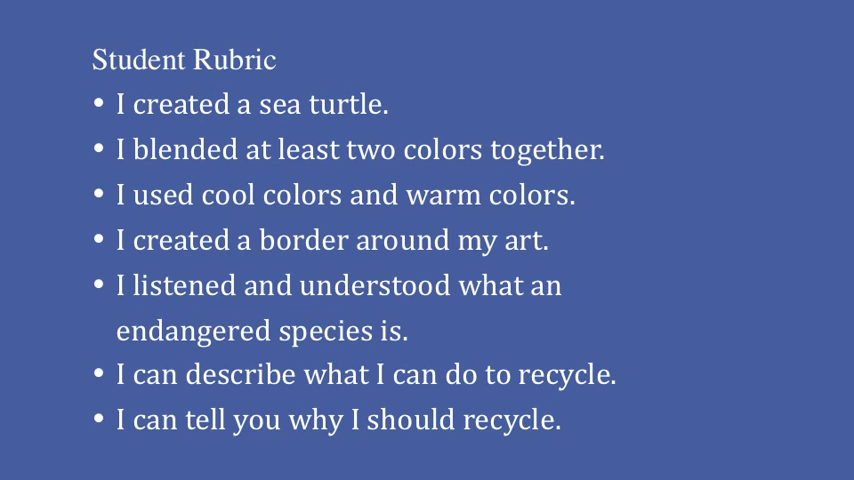 Student Rubric
• I created a sea turtle.
• I blended at least two colors together.
• I used cool colors and warm colors.
• I created a border around my art.
• I listened and understood what an
endangered species is.
• I can describe what I can do to recycle.
• I can tell you why I should recycle.